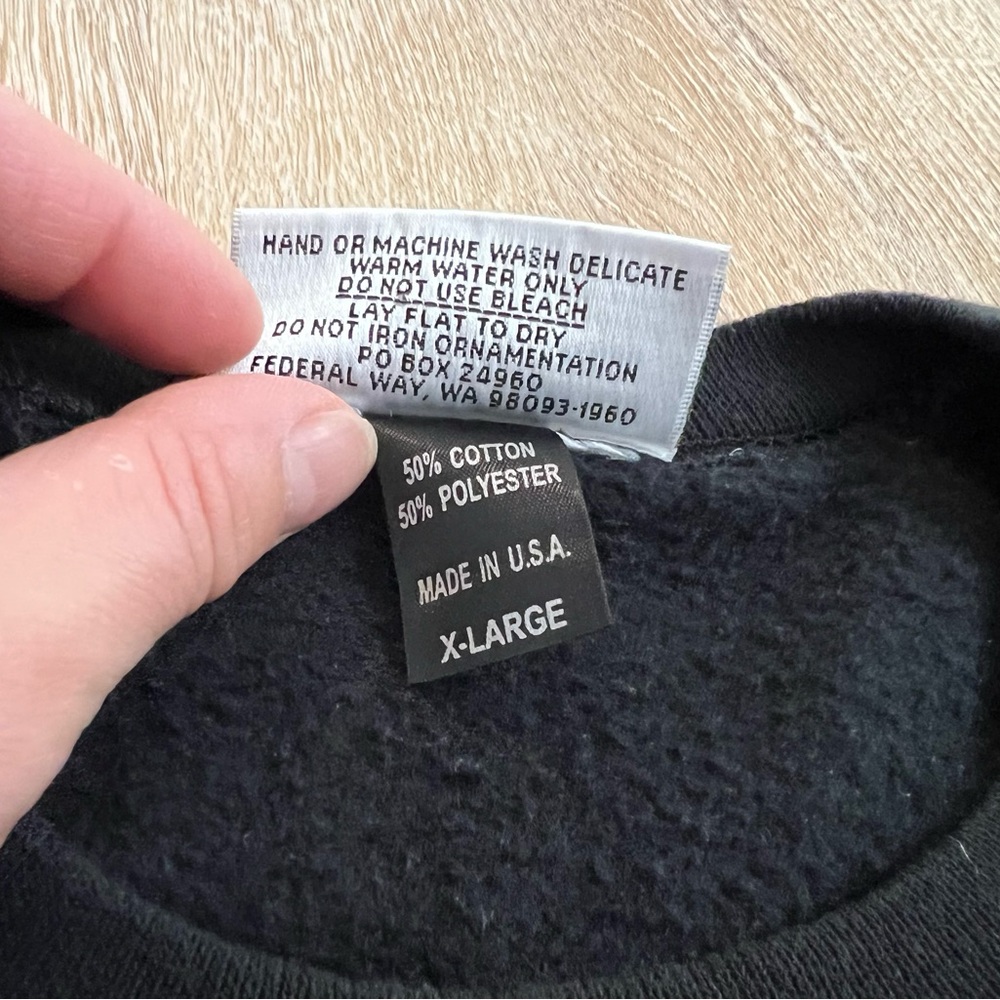 HAND OR MACHINE WASH DELICATE
WARM WATER ONLY
DO NOT USE BLEACH
LAY FLAT TO DRY
DO NOT IRON ORNAMENTATION
PO BOX 24960
FEDERAL WAY, WA 98093-1960
50% COTTON
50% POLYESTER
MADE IN U.S.A.
X-LARGE